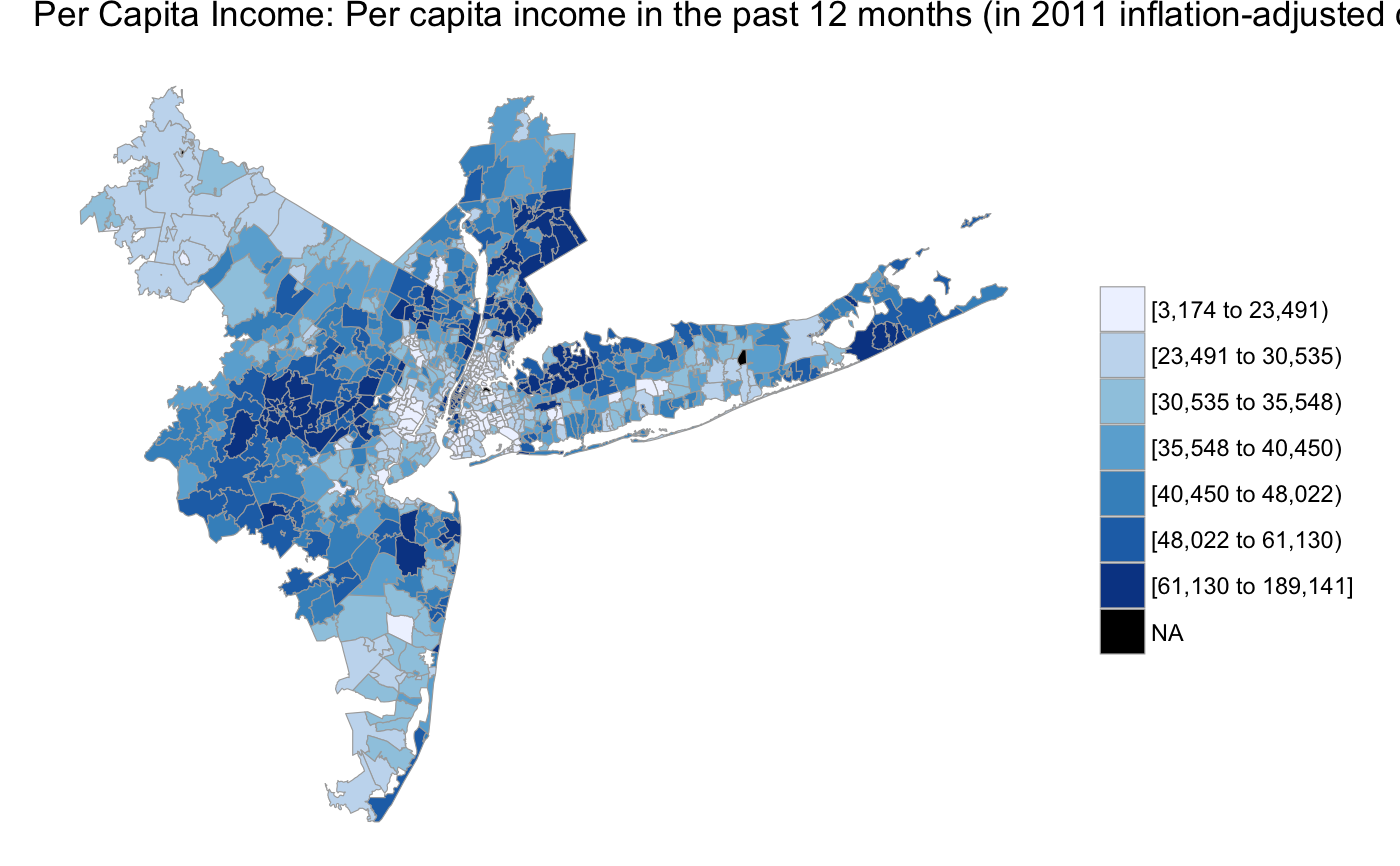 Per Capita Income: Per capita income in the past 12 months (in 2011 inflation-adjusted
[3,174 to 23,491)
[23,491 to 30,535)
[30,535 to 35,548)
[35,548 to 40,450)
[40,450 to 48,022)
[48,022 to 61,130)
[61,130 to 189,141]
NA